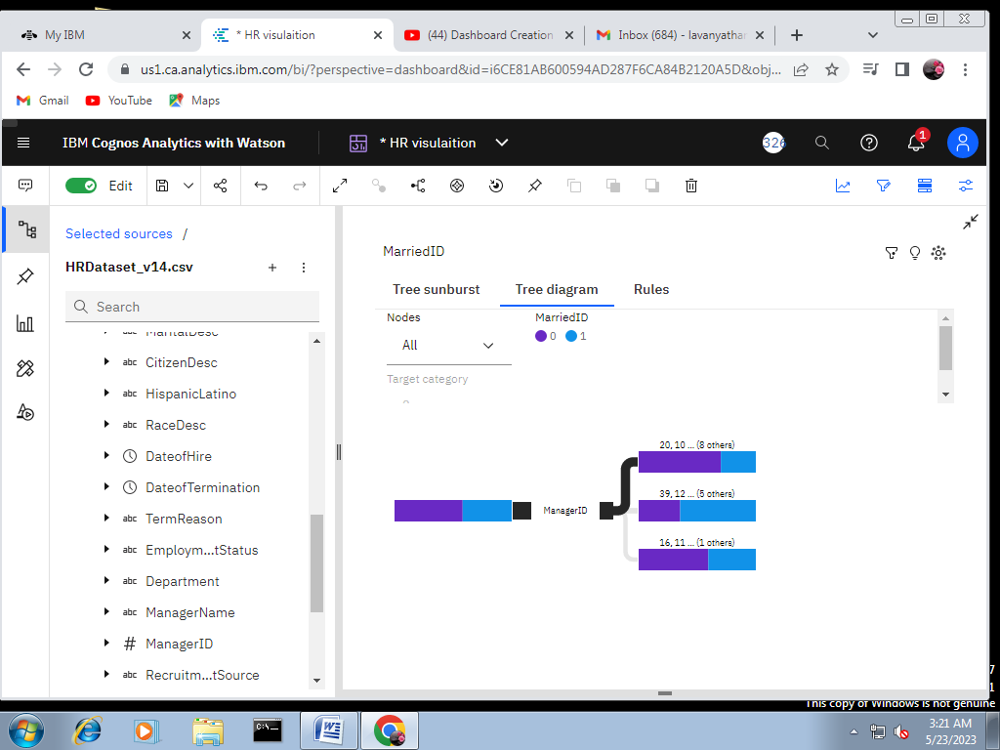 My IBM
* HR visulaition
(44) Dashboard Creation
Inbox (684) - lavanyathar
us1.ca.analytics.ibm.com/bi/?perspective=dashboard&id=i6CE81AB600594AD287F6CA84B2120A5D&obj...
Gmail
YouTube
Maps
IBM Cognos Analytics with Watson
* HR visulaition
326
1
Edit
Selected sources /
HRDataset_v14.csv
Search
abc MaritalDesc
abc CitizenDesc
abc HispanicLatino
abc RaceDesc
DateofHire
DateofTermination
abc TermReason
abc Employm...tStatus
abc Department
abc ManagerName
# ManagerID
abc Recruitm...tSource
MarriedID
Tree sunburst
Tree diagram
Rules
Nodes
All
Target category
MarriedID
0
1
ManagerID
20, 10 ... (8 others)
39, 12 ... (5 others)
16, 11 ... (1 others)
7
1
This copy of Windows is not genuine
C:\
W
3:21 AM
5/23/2023